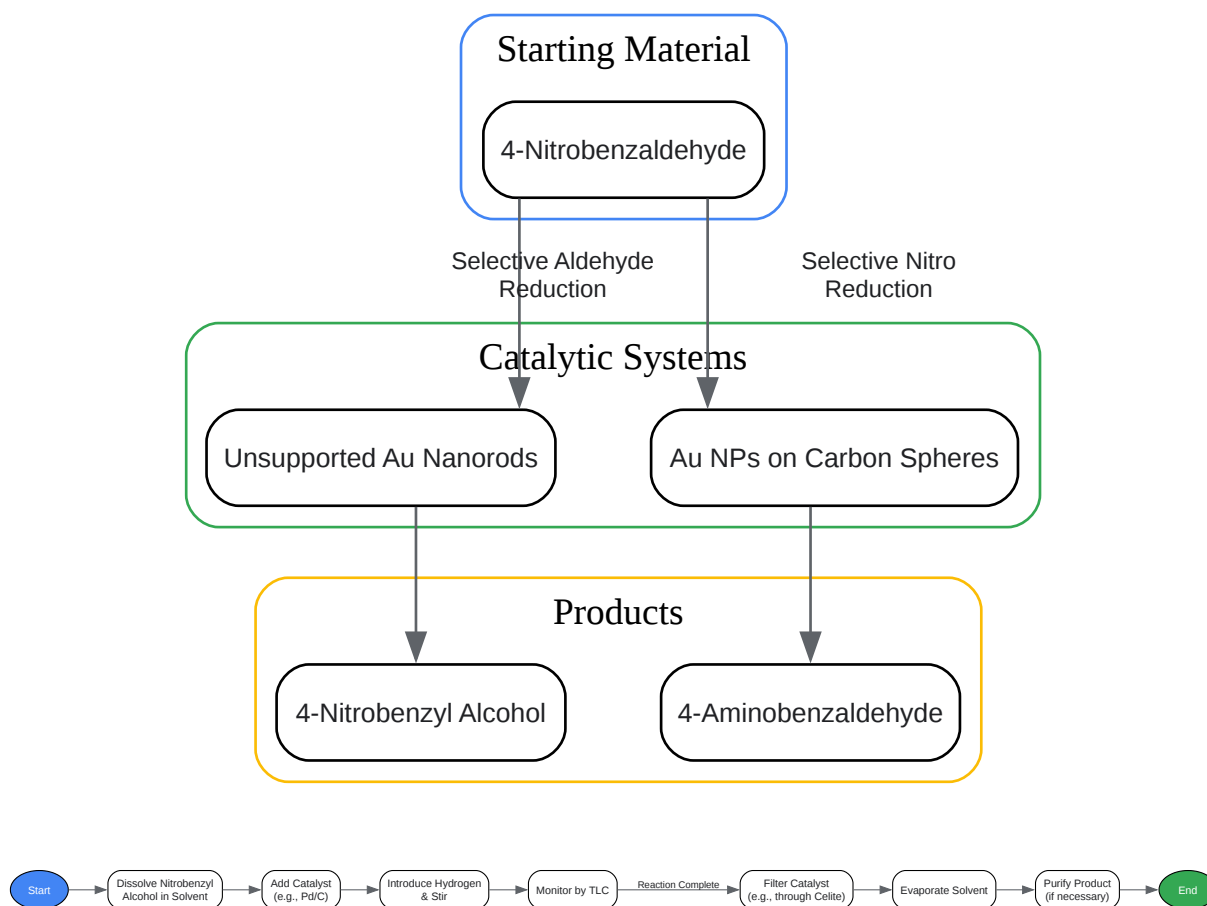 Starting Material
4-Nitrobenzaldehyde
Selective Aldehyde
Reduction
Selective Nitro
Reduction
Catalytic Systems
Unsupported Au Nanorods
Au NPs on Carbon Spheres
Products
4-Nitrobenzyl Alcohol
4-Aminobenzaldehyde
Start
Dissolve Nitrobenzyl
Alcohol in Solvent
Add Catalyst
(e.g., Pd/C)
Introduce Hydrogen
& Stir
Monitor by TLC
Reaction Complete
Filter Catalyst
(e.g., through Celite)
Evaporate Solvent
Purify Product
(if necessary)
End